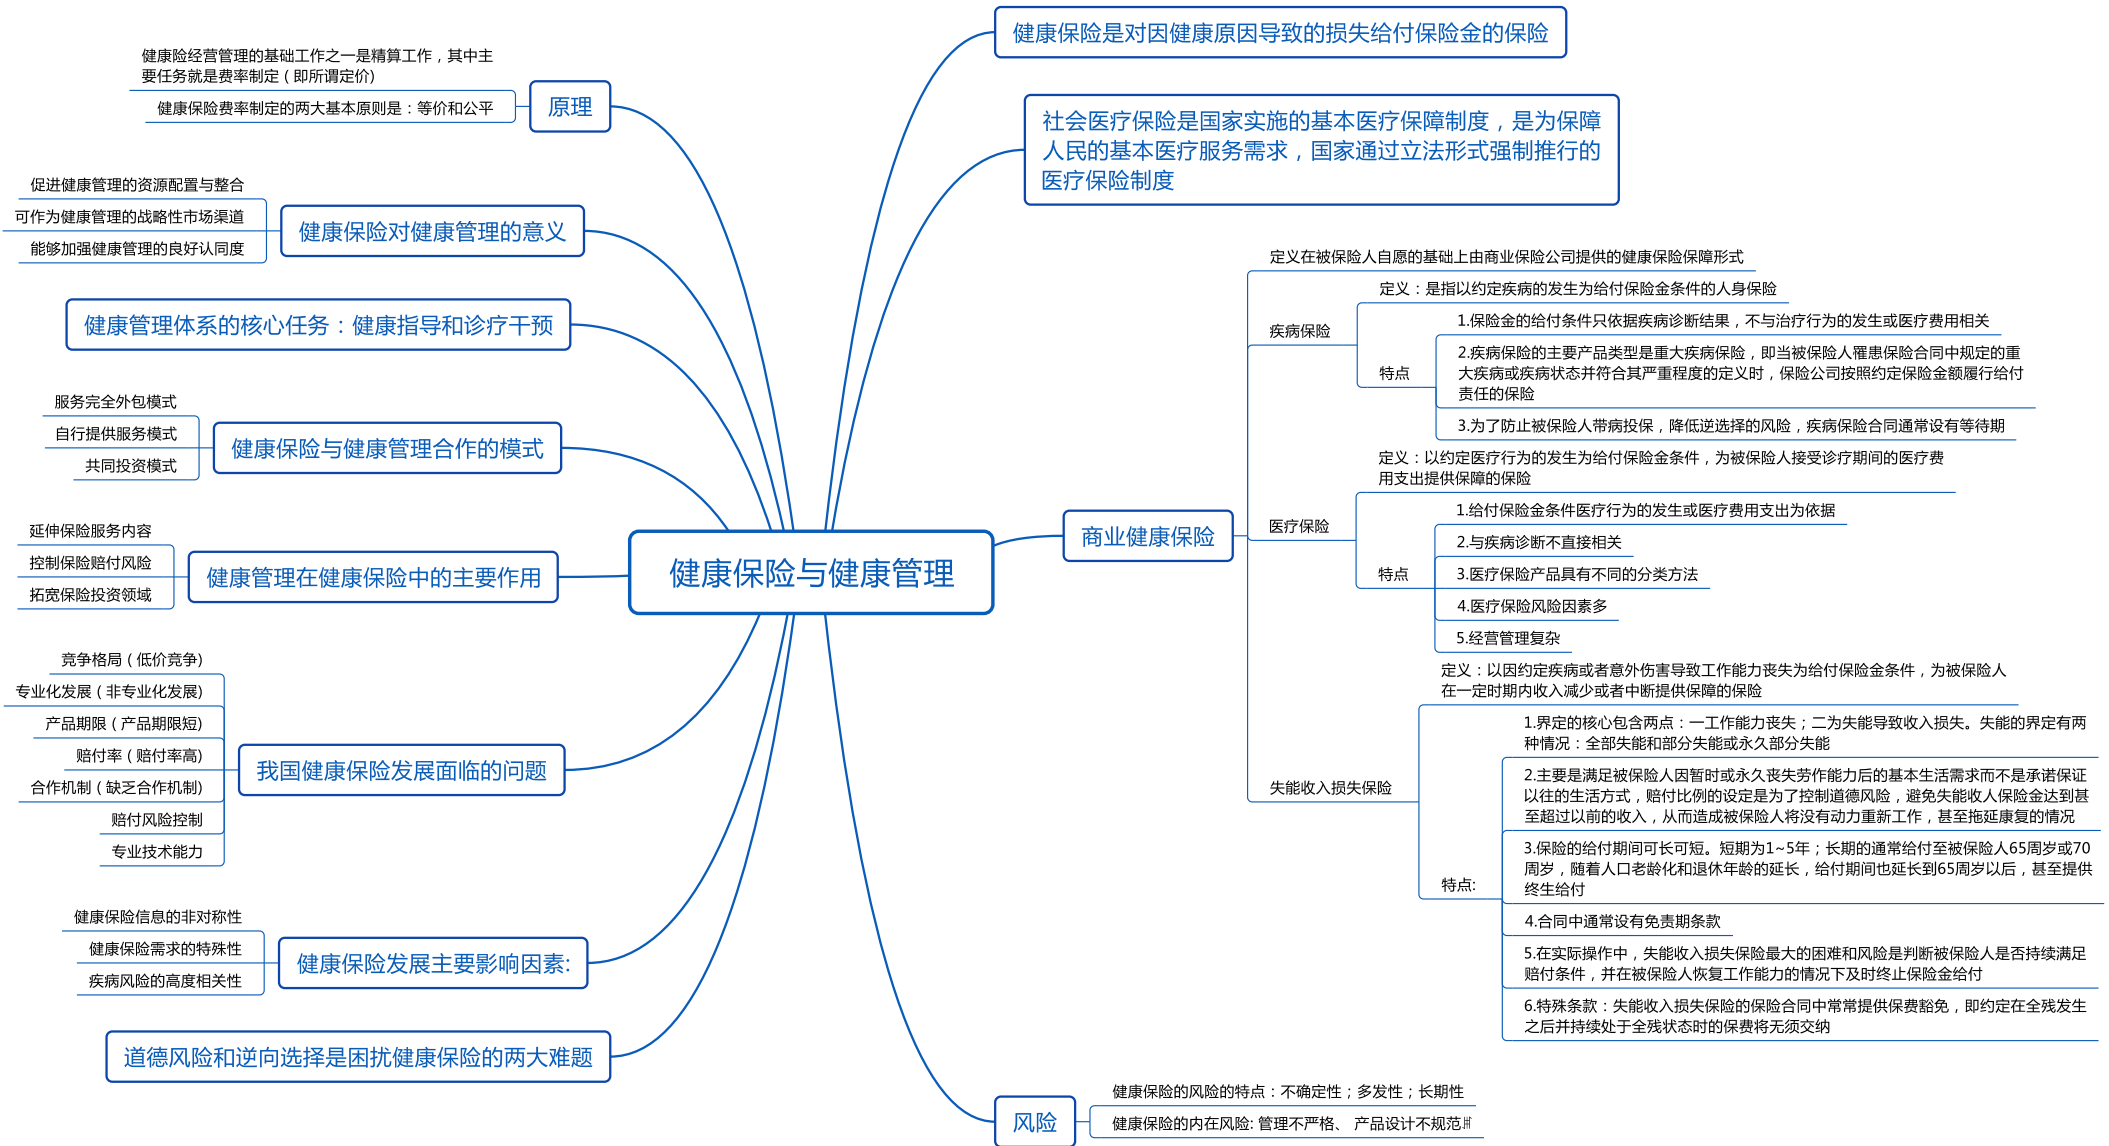 健康保险与健康管理
健康保险是对因健康原因导致的损失给付保险金的保险
社会医疗保险是国家实施的基本医疗保障制度，是为保障
人民的基本医疗服务需求，国家通过立法形式强制推行的
医疗保险制度
商业健康保险
定义在被保险人自愿的基础上由商业保险公司提供的健康保险保障形式
疾病保险
定义：是指以约定疾病的发生为给付保险金条件的人身保险
特点
1.保险金的给付条件只依据疾病诊断结果，不与治疗行为的发生或医疗费用相关
2.疾病保险的主要产品类型是重大疾病保险，即当被保险人罹患保险合同中规定的重
大疾病或疾病状态并符合其严重程度的定义时，保险公司按照约定保险金额履行给付
责任的保险
3.为了防止被保险人带病投保，降低逆选择的风险，疾病保险合同通常设有等待期
医疗保险
定义：以约定医疗行为的发生为给付保险金条件，为被保险人接受诊疗期间的医疗费
用支出提供保障的保险
特点
1.给付保险金条件医疗行为的发生或医疗费用支出为依据
2.与疾病诊断不直接相关
3.医疗保险产品具有不同的分类方法
4.医疗保险风险因素多
5.经营管理复杂
失能收入损失保险
定义：以因约定疾病或者意外伤害导致工作能力丧失为给付保险金条件，为被保险人
在一定时期内收入减少或者中断提供保障的保险
特点:
1.界定的核心包含两点：一工作能力丧失；二为失能导致收入损失。失能的界定有两
种情况：全部失能和部分失能或永久部分失能
2.主要是满足被保险人因暂时或永久丧失劳作能力后的基本生活需求而不是承诺保证
以往的生活方式，赔付比例的设定是为了控制道德风险，避免失能收人保险金达到甚
至超过以前的收入，从而造成被保险人将没有动力重新工作，甚至拖延康复的情况
3.保险的给付期间可长可短。短期为1~5年；长期的通常给付至被保险人65周岁或70
周岁，随着人口老龄化和退休年龄的延长，给付期间也延长到65周岁以后，甚至提供
终生给付
4.合同中通常设有免责期条款
5.在实际操作中，失能收入损失保险最大的困难和风险是判断被保险人是否持续满足
赔付条件，并在被保险人恢复工作能力的情况下及时终止保险金给付
6.特殊条款：失能收入损失保险的保险合同中常常提供保费豁免，即约定在全残发生
之后并持续处于全残状态时的保费将无须交纳
风险
健康保险的风险的特点：不确定性；多发性；长期性
健康保险的内在风险: 管理不严格、 产品设计不规范
原理
健康险经营管理的基础工作之一是精算工作，其中主
要任务就是费率制定（即所谓定价)
健康保险费率制定的两大基本原则是：等价和公平
健康保险对健康管理的意义
促进健康管理的资源配置与整合
可作为健康管理的战略性市场渠道
能够加强健康管理的良好认同度
健康管理体系的核心任务：健康指导和诊疗干预
健康保险与健康管理合作的模式
服务完全外包模式
自行提供服务模式
共同投资模式
健康管理在健康保险中的主要作用
延伸保险服务内容
控制保险赔付风险
拓宽保险投资领域
我国健康保险发展面临的问题
竞争格局（低价竞争)
专业化发展（非专业化发展)
产品期限（产品期限短)
赔付率（赔付率高)
合作机制（缺乏合作机制)
赔付风险控制
专业技术能力
健康保险发展主要影响因素:
健康保险信息的非对称性
健康保险需求的特殊性
疾病风险的高度相关性
道德风险和逆向选择是困扰健康保险的两大难题